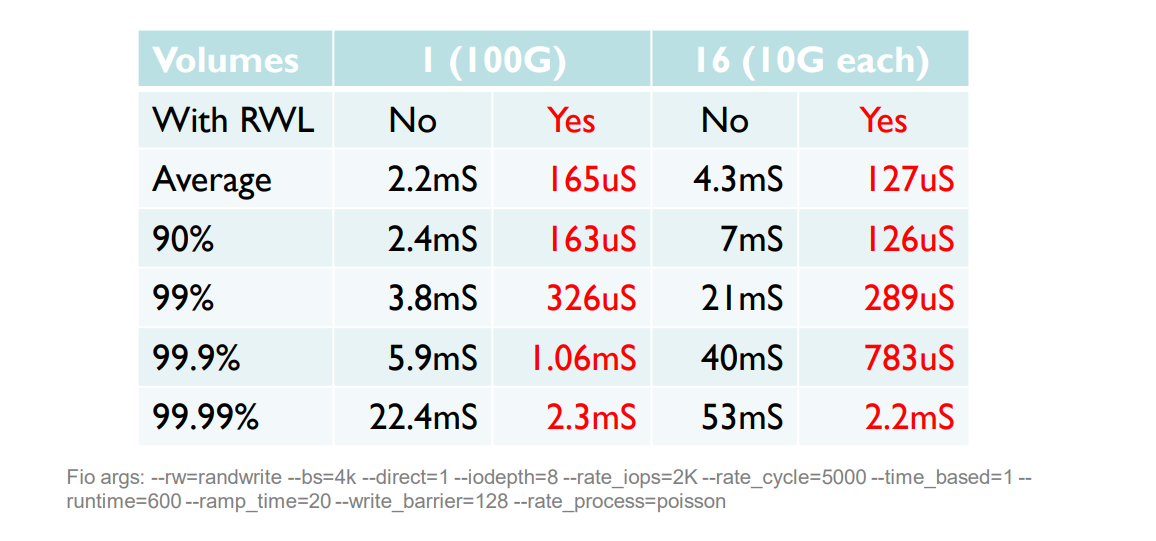 Volumes 1 (100G) 16 (10G each)
With RWL No Yes No Yes
Average 2.2mS 165uS 4.3mS 127uS
90% 2.4mS 163uS 7mS 126uS
99% 3.8mS 326uS 21mS 289uS
99.9% 5.9mS 1.06mS 40mS 783uS
99.99% 22.4mS 2.3mS 53mS 2.2mS
Fio args: --rw=randwrite --bs=4k --direct=1 --iodepth=8 --rate_iops=2K --rate_cycle=5000 --time_based=1 --
runtime=600 --ramp_time=20 --write_barrier=128 --rate_process=poisson